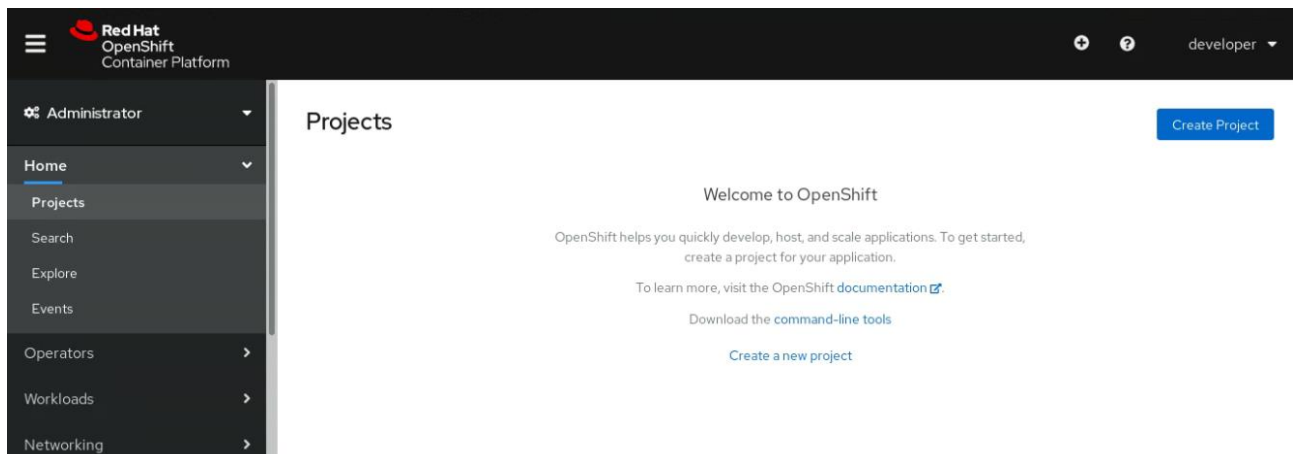 Red Hat
OpenShift
Container Platform
developer
Administrator
Home
Projects
Search
Explore
Events
Operators
Workloads
Networking
Projects
Create Project
Welcome to OpenShift
OpenShift helps you quickly develop, host, and scale applications. To get started,
create a project for your application.
To learn more, visit the OpenShift documentation.
Download the command-line tools
Create a new project